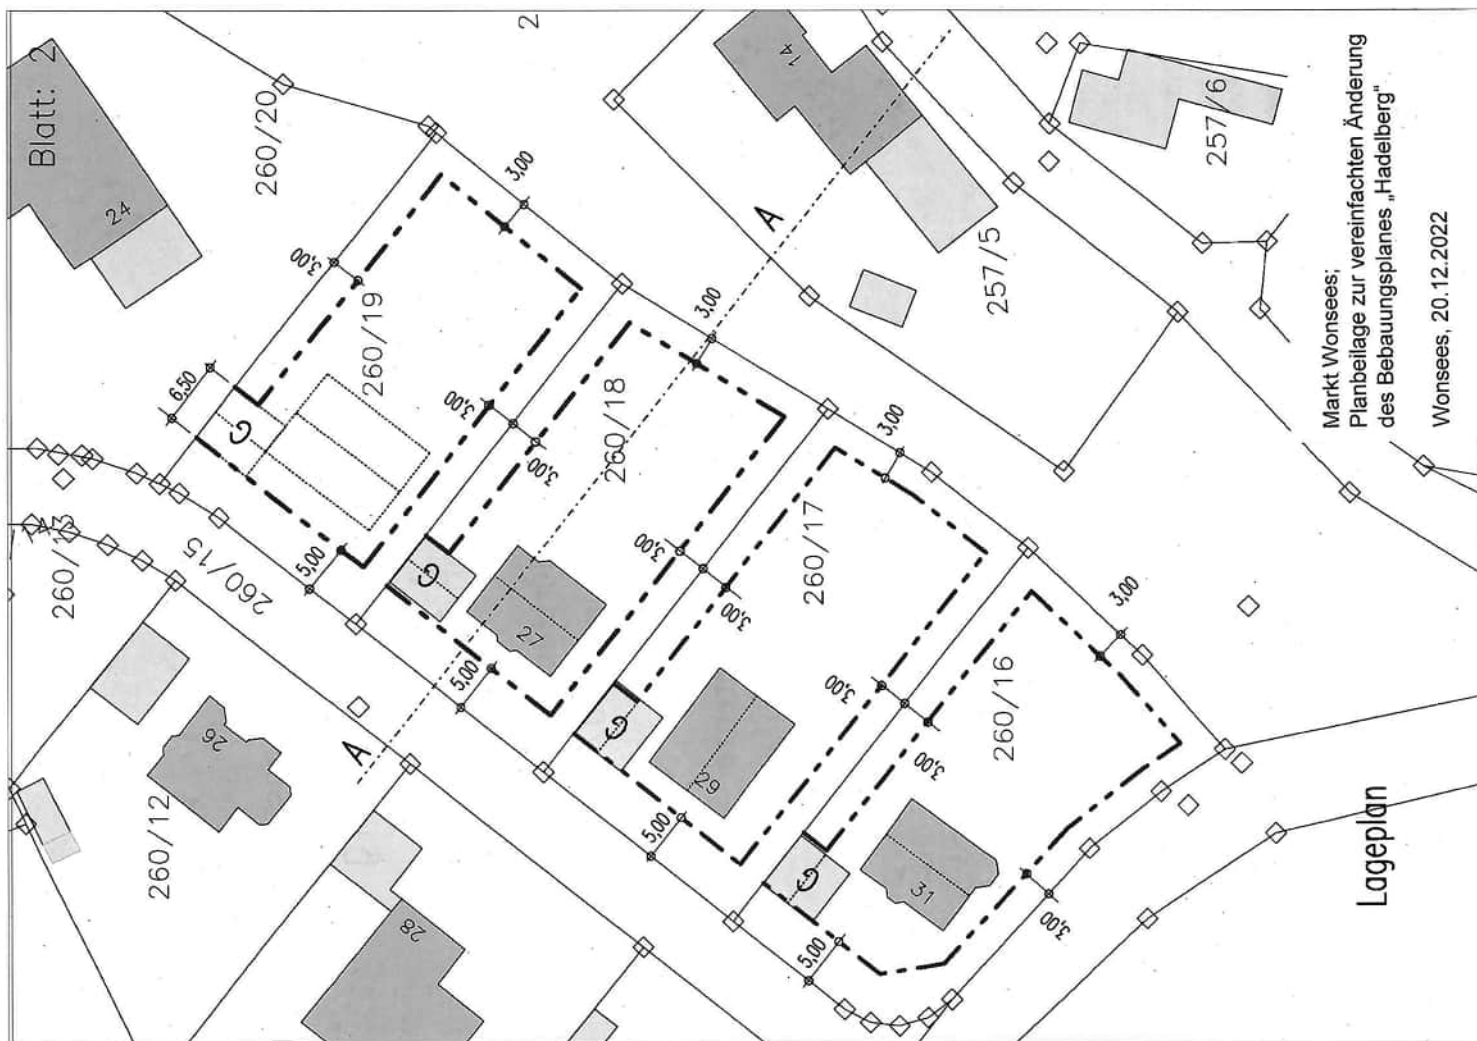 Blatt: 2
2
24
260/20
14
257/6
3,00
3,00
A
6,50
G
260/19
257/5
3,00
3,00
3,00
260/18
260/15
5,00
G
27
3,00
3,00
3,00
260/17
A
5,00
26
260/12
G
29
3,00
3,00
3,00
260/16
5,00
28
G
31
3,00
5,00
Lageplan
Markt Wonsees;
Planbeilage zur vereinfachten Änderung
des Bebauungsplanes „Hadelberg"
Wonsees, 20.12.2022